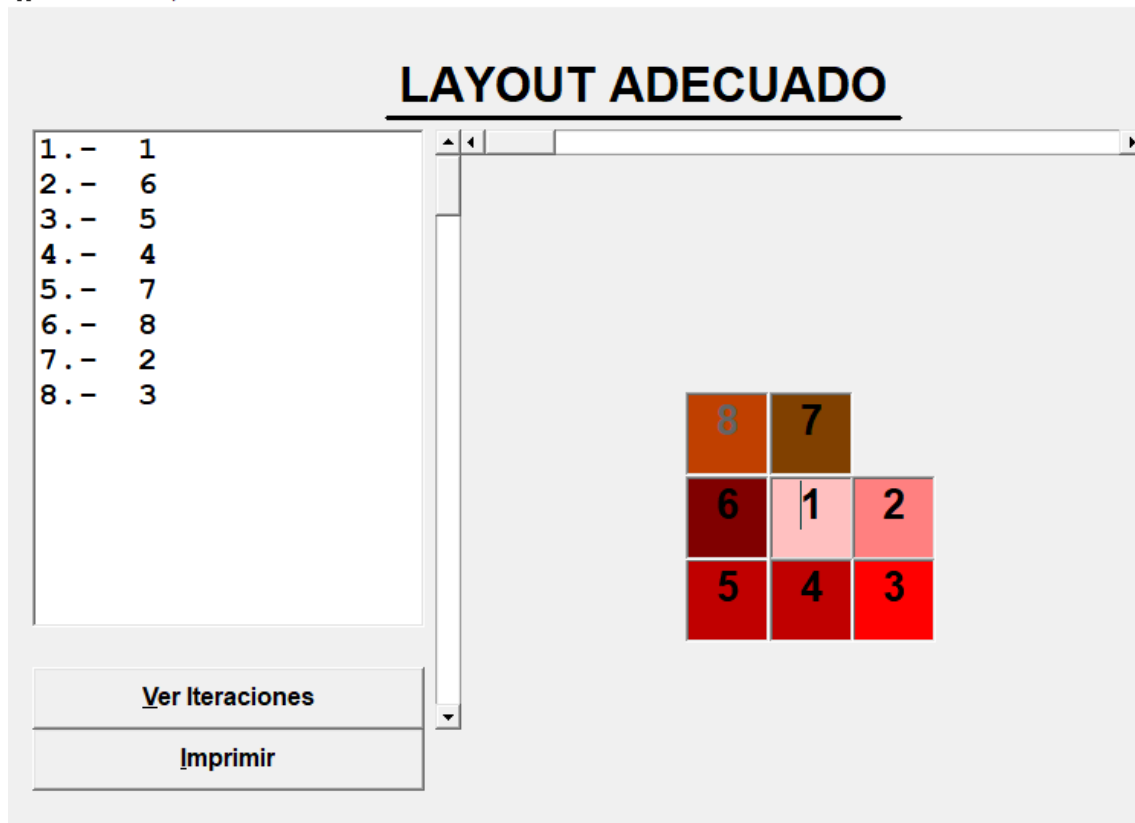 LAYOUT ADECUADO
1.- 1
2.- 6
3.- 5
4.- 4
5.- 7
6.- 8
7.- 2
8.- 3
8 7
6 1 2
5 4 3
Ver Iteraciones
Imprimir